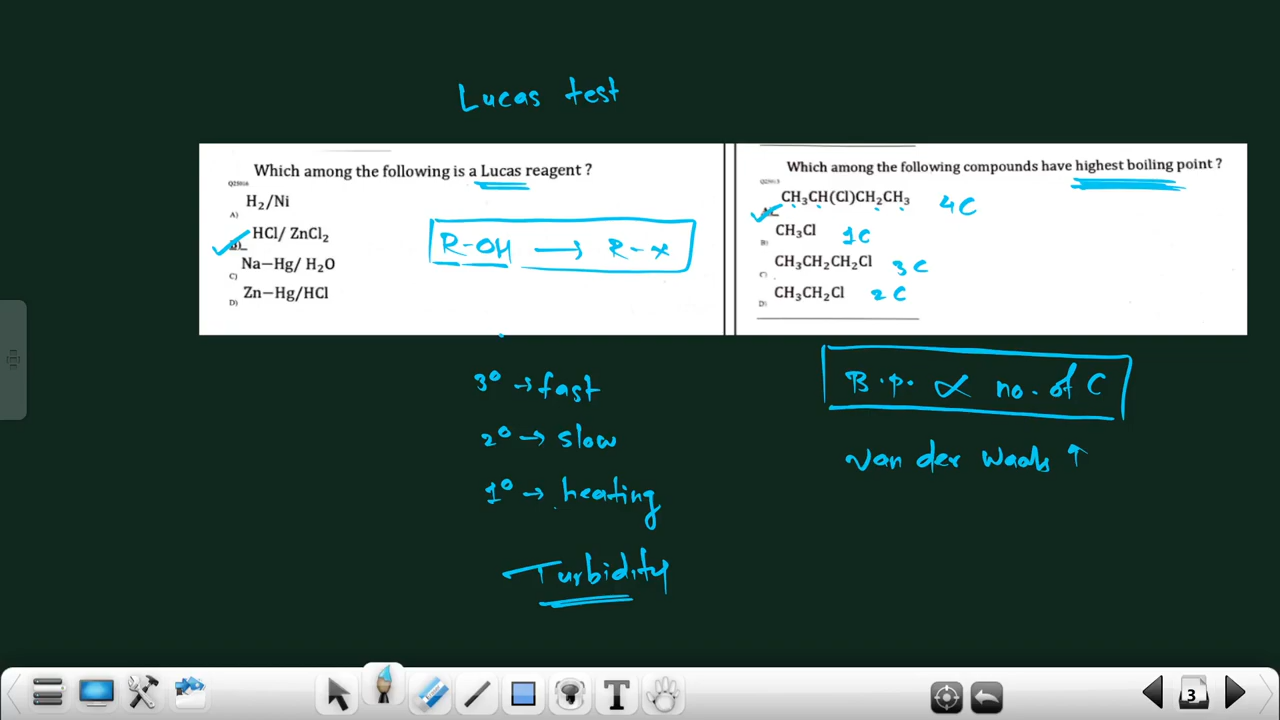 Lucas test
Which among the following is a Lucas reagent ?
H₂/Ni
A)
HCl/ ZnCl₂
B)
Na−Hg/ H₂O
C)
Zn−Hg/HCl
D)
R-OH → R-x
3° → fast
2° → slow
1° → heating
Turbidity
Which among the following compounds have highest boiling point ?
CH₃CH(Cl)CH₂CH₃ 4C
CH₃Cl 1C
B)
CH₃CH₂CH₂Cl 3C
C)
CH₃CH₂Cl 2C
D)
B.p. ∝ no. of C
van der waals ↑
T
3